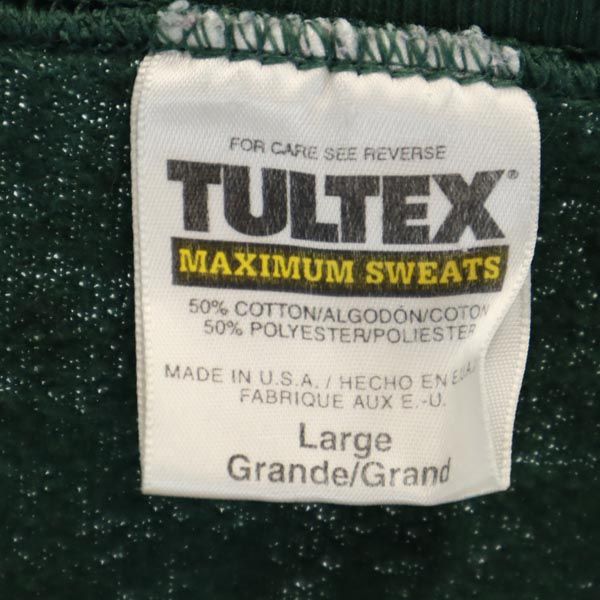 FOR CARE SEE REVERSE
TULTEX®
MAXIMUM SWEATS
50% COTTON/ALGODÓN/COTON
50% POLYESTER/POLIESTER
MADE IN U.S.A. / HECHO EN E.U.A.
FABRIQUE AUX E.-U.
Large
Grande/Grand